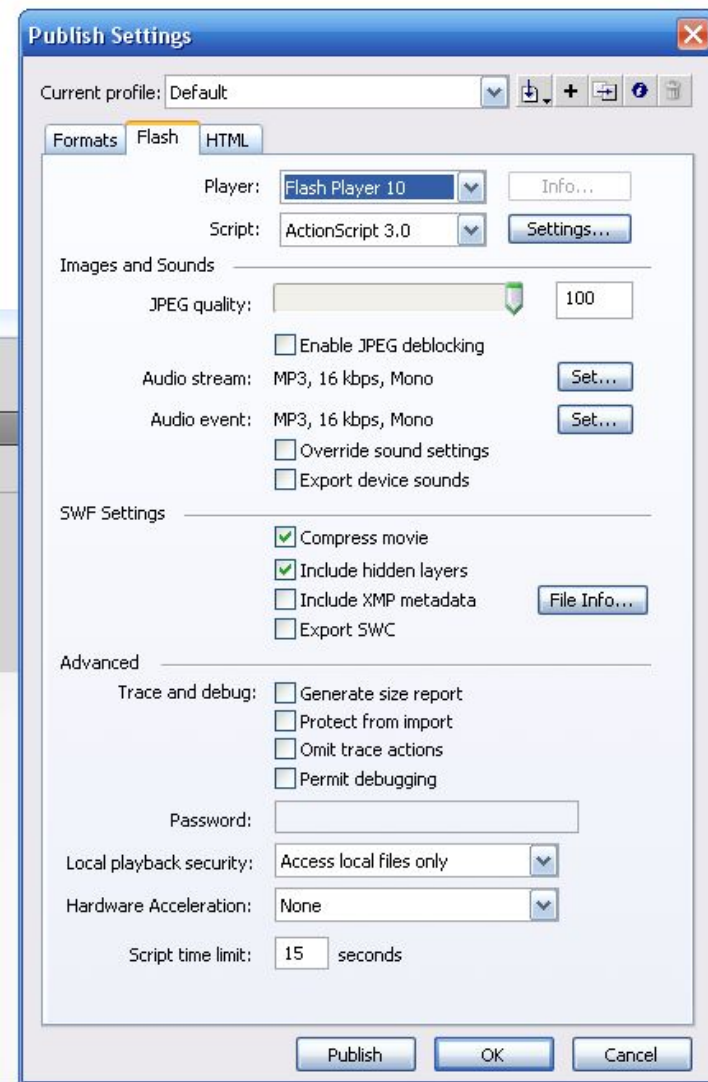 Publish Settings
Current profile: Default
Formats Flash HTML
Player: Flash Player 10 Info...
Script: ActionScript 3.0 Settings...
Images and Sounds
JPEG quality: 100
Enable JPEG deblocking
Audio stream: MP3, 16 kbps, Mono Set...
Audio event: MP3, 16 kbps, Mono Set...
Override sound settings
Export device sounds
SWF Settings
Compress movie
Include hidden layers
Include XMP metadata File Info...
Export SWC
Advanced
Trace and debug: Generate size report
Protect from import
Omit trace actions
Permit debugging
Password:
Local playback security: Access local files only
Hardware Acceleration: None
Script time limit: 15 seconds
Publish OK Cancel